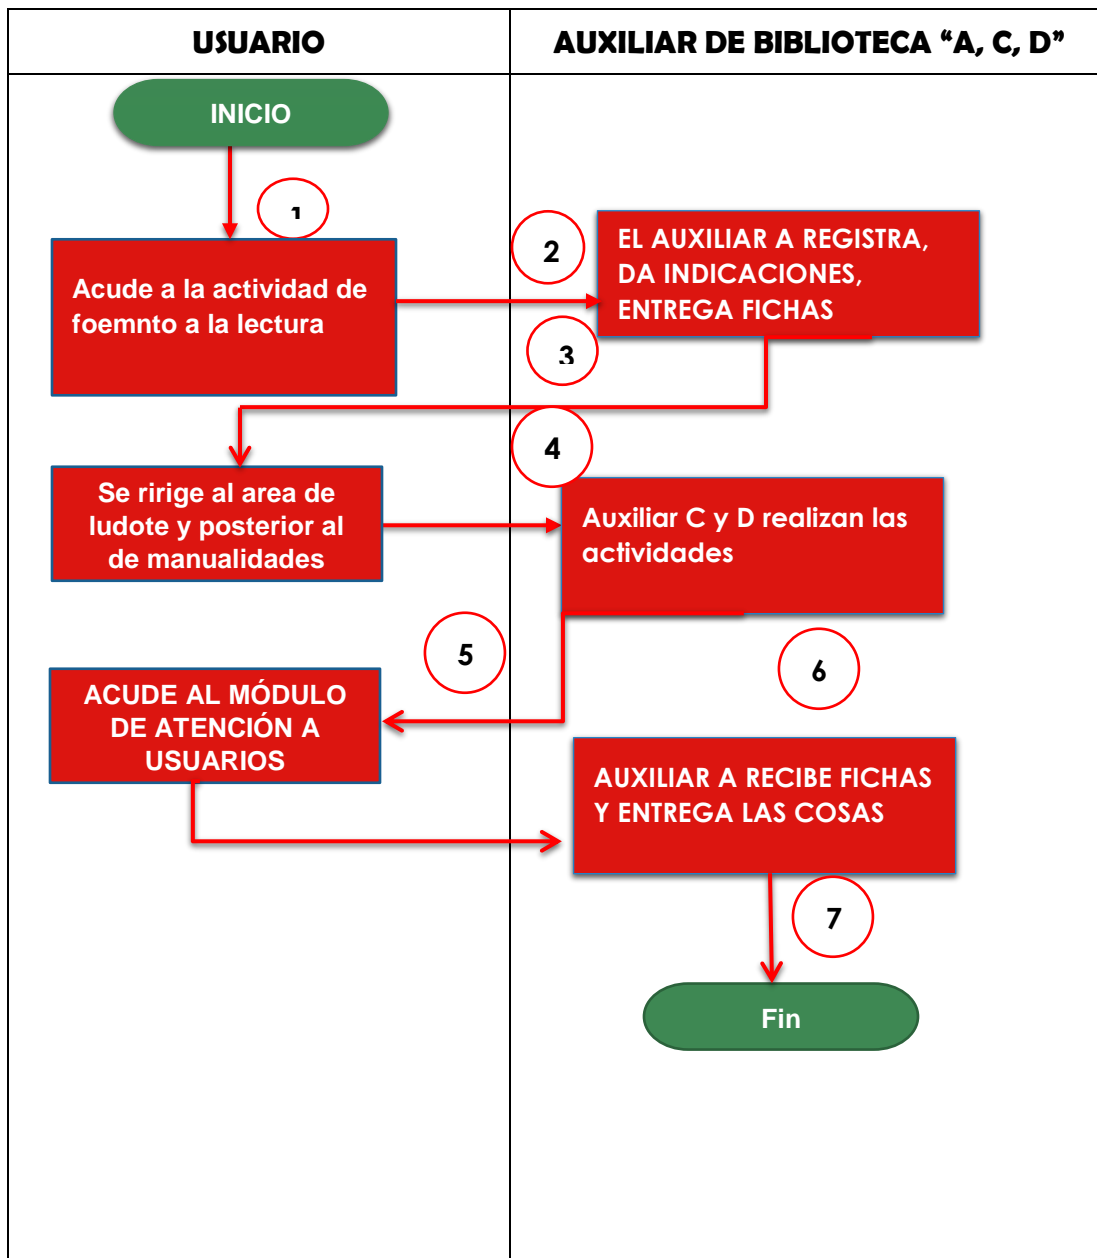 USUARIO
AUXILIAR DE BIBLIOTECA “A, C, D”
INICIO
1
2
EL AUXILIAR A REGISTRA,
DA INDICACIONES,
ENTREGA FICHAS
Acude a la actividad de
foemnto a la lectura
3
4
Se ririge al area de
ludote y posterior al
de manualidades
Auxiliar C y D realizan las
actividades
5
6
ACUDE AL MÓDULO
DE ATENCIÓN A
USUARIOS
AUXILIAR A RECIBE FICHAS
Y ENTREGA LAS COSAS
7
Fin